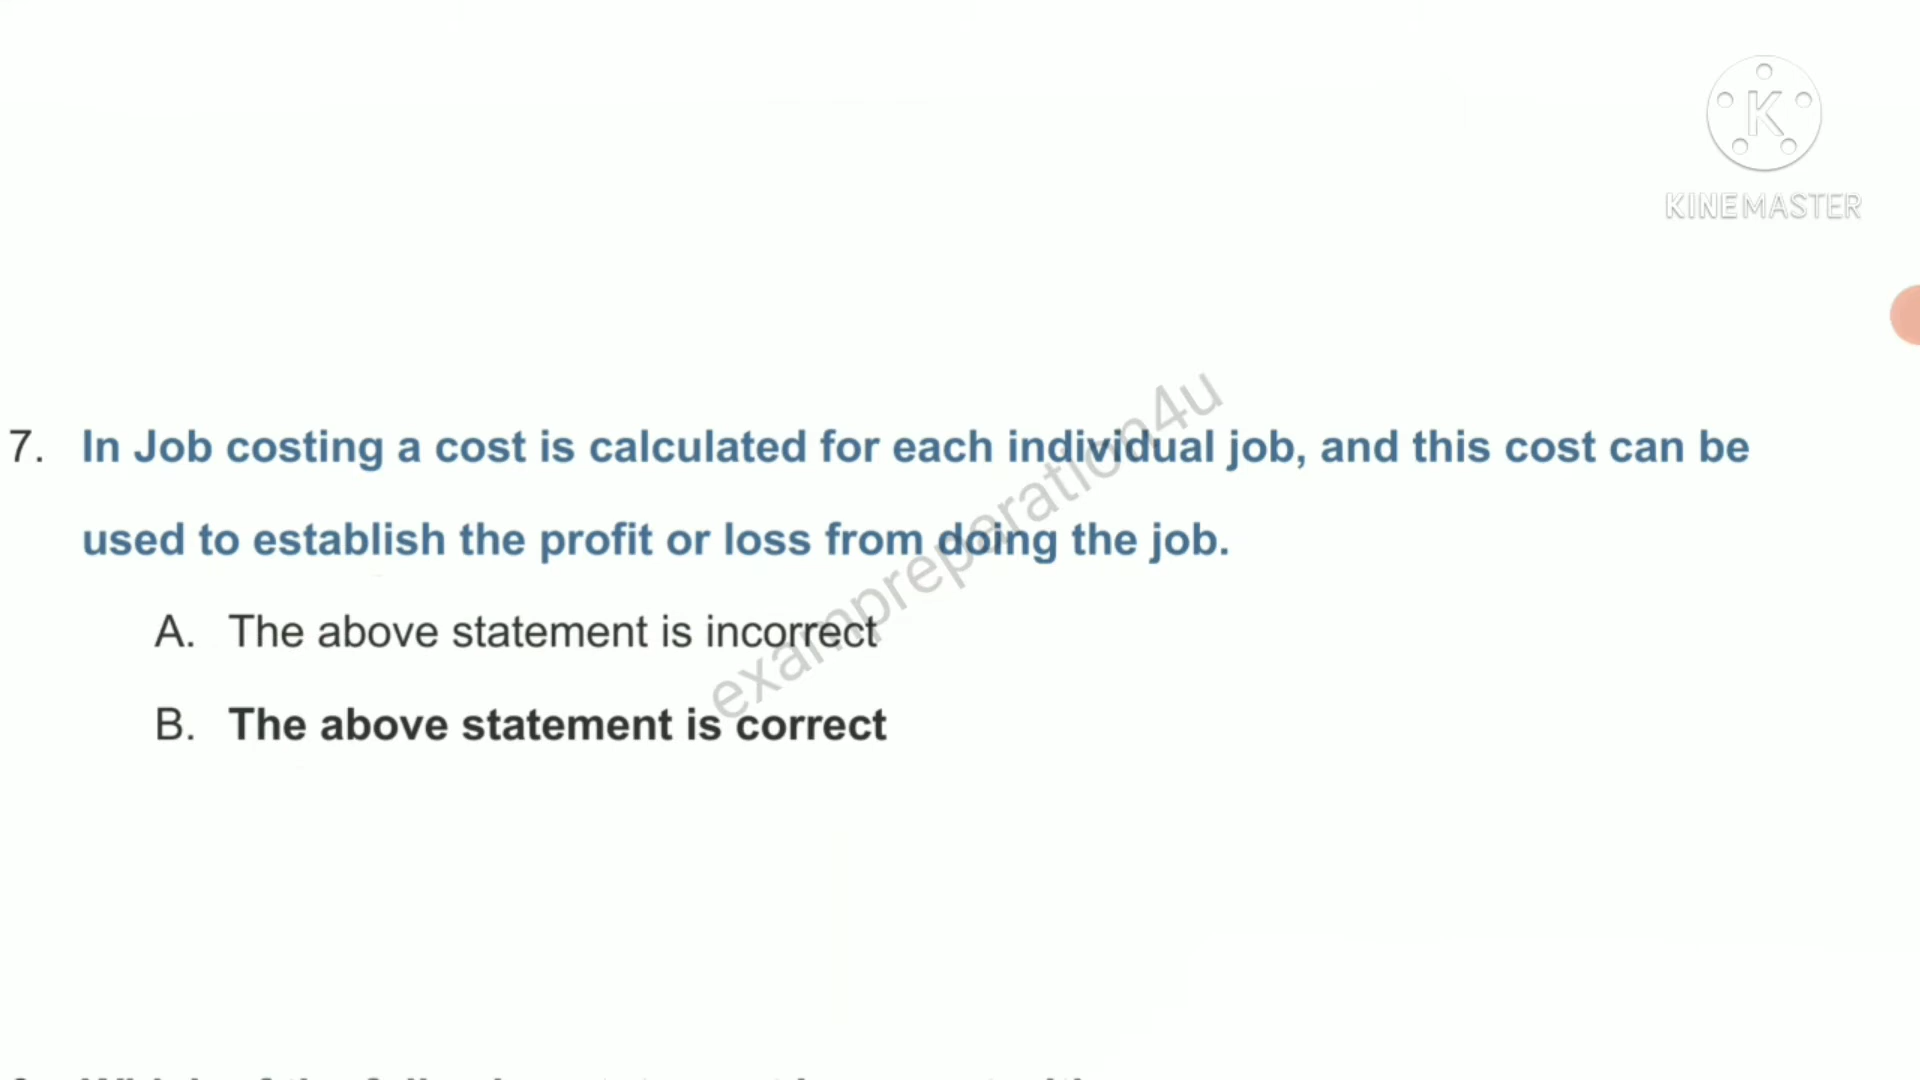 K
KINEMASTER
7. In Job costing a cost is calculated for each individual job, and this cost can be
used to establish the profit or loss from doing the job.
exampreperation4u
A. The above statement is incorrect
B. The above statement is correct